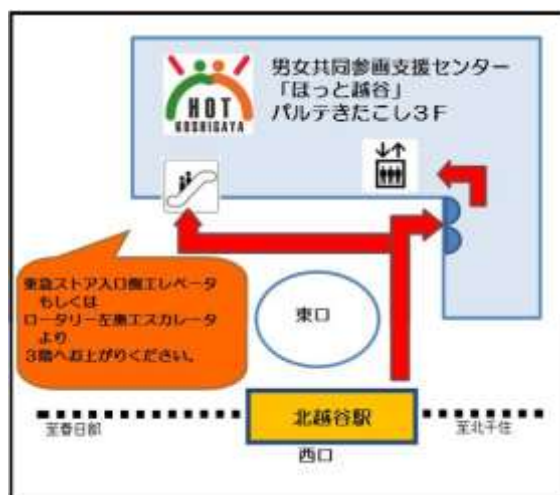 HOT
KOSHIGAYA
男女共同参画支援センター
「ほっと越谷」
パルテきたこし3F
東急ストア入口側エレベータ
もしくは
ロータリー左奥エスカレータ
より
3階へお上がりください。
東口
北越谷駅
至春日部
至北千住
西口